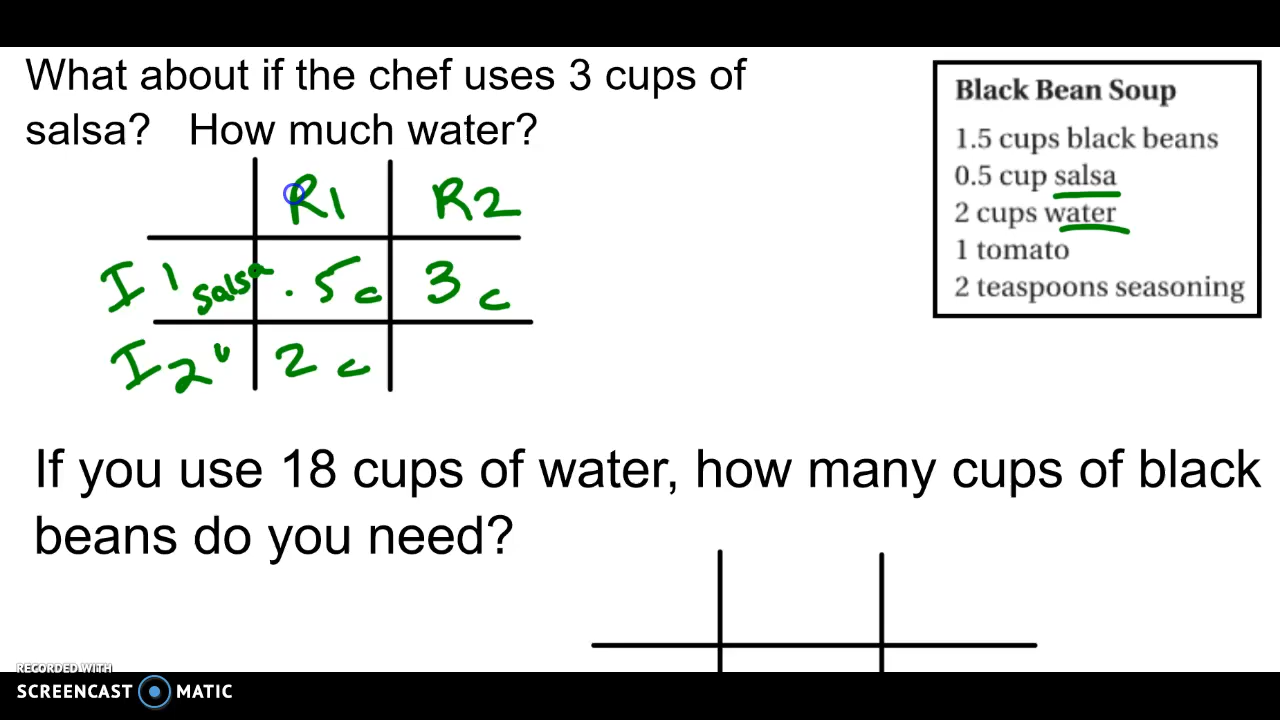 What about if the chef uses 3 cups of
salsa? How much water?
R1 R2
I 1 salsa .5c 3c
I 2 2c
Black Bean Soup
1.5 cups black beans
0.5 cup salsa
2 cups water
1 tomato
2 teaspoons seasoning
If you use 18 cups of water, how many cups of black
beans do you need?
RECORDED WITH
SCREENCAST MATIC